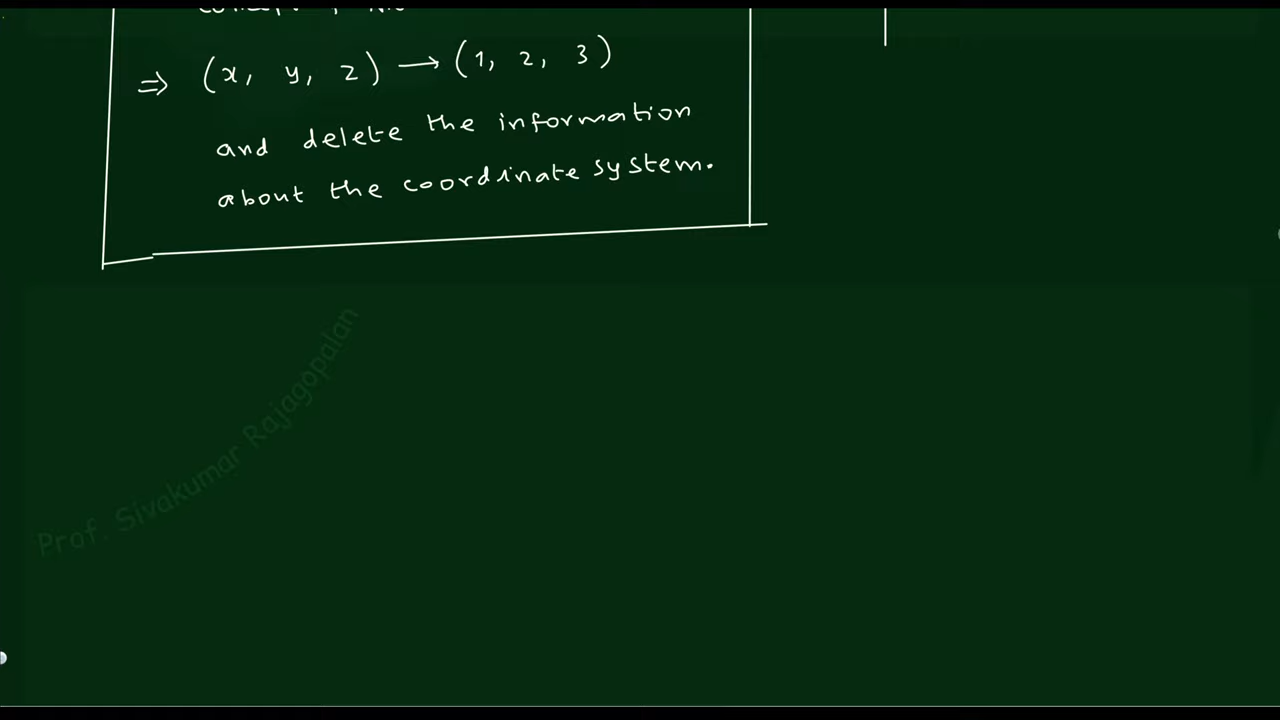 ⇒ (x, y, z) → (1, 2, 3)
and delete the information
about the coordinate system.
Prof. Sivakumar Rajagopalan